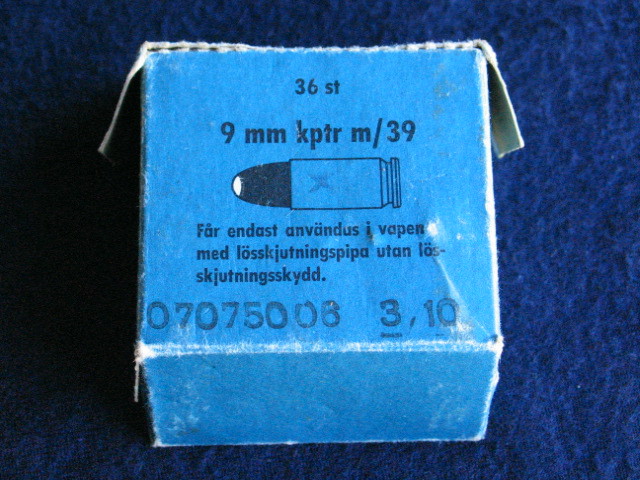 36 st
9 mm kptr m/39
Får endast användus i vapen
med lösskjutningspipa utan lös-
skjutningsskydd.
07075006 3,10